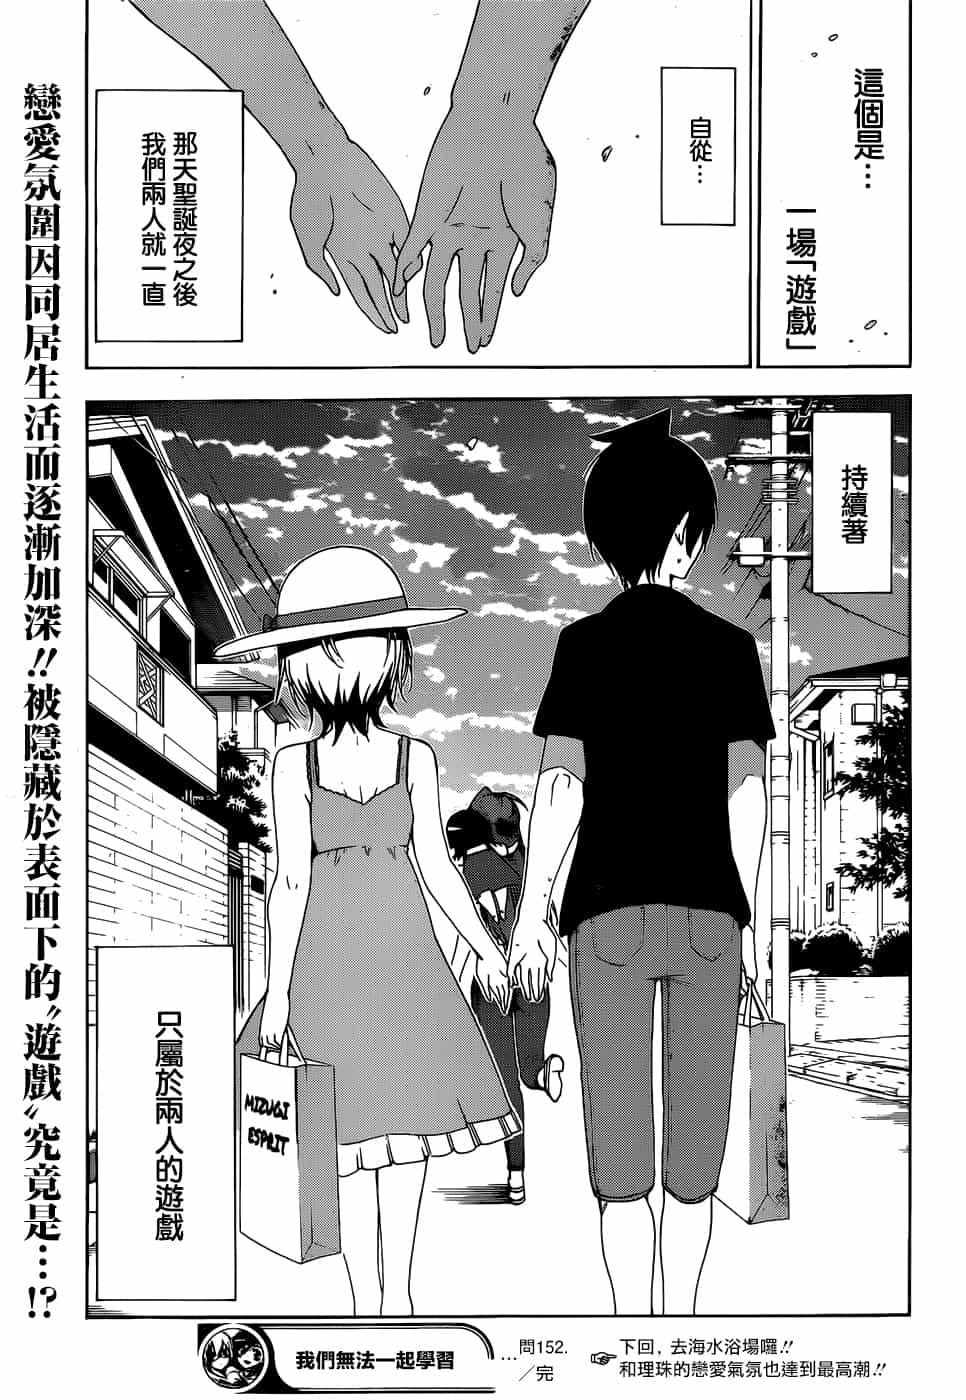 這個是…
一場「遊戲」
自從…
那天聖誕夜之後
我們兩人就一直
持續著
只屬於兩人的遊戲
MIZUGI
ESPRIT
戀愛氛圍因同居生活而逐漸加深!!被隱藏於表面下的〝遊戲〟究竟是…!?
我們無法一起學習
…
問152.
／完
☞下回，去海水浴場囉!!
和理珠的戀愛氣氛也達到最高潮!!